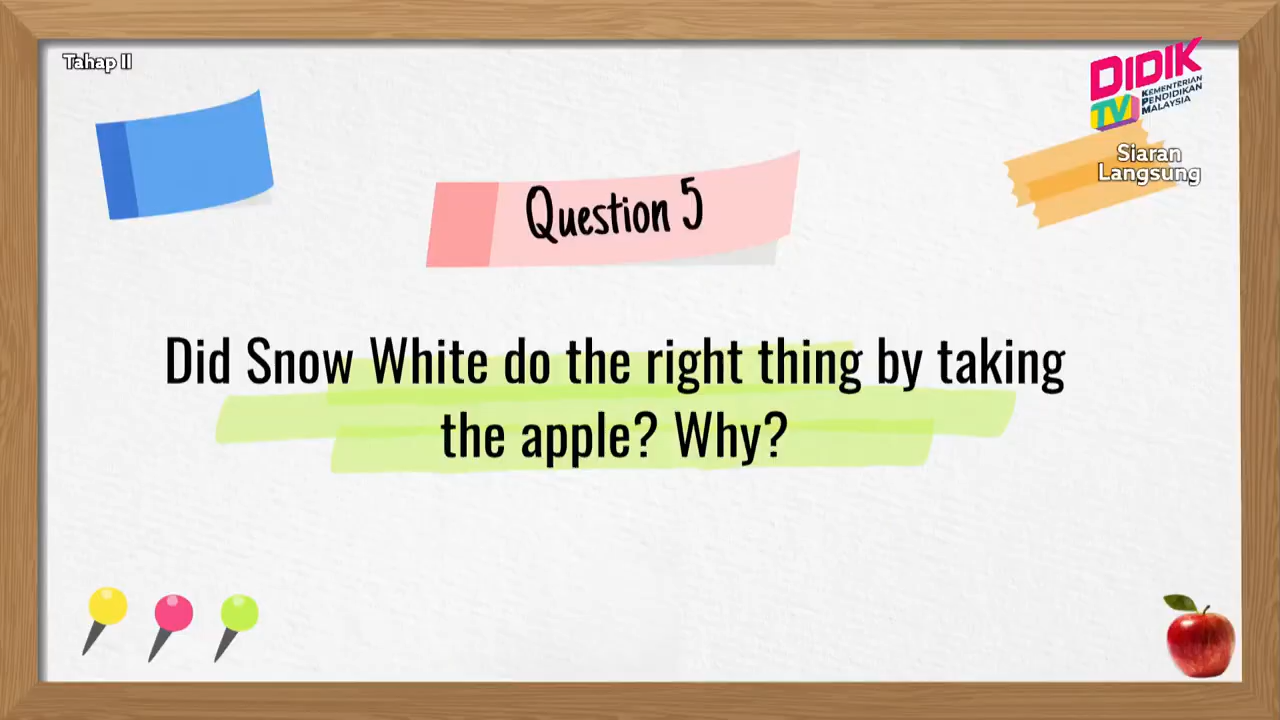 Tahap II
DIDIK
TV
KEMENTERIAN
PENDIDIKAN
MALAYSIA
Siaran
Langsung
Question 5
Did Snow White do the right thing by taking
the apple? Why?